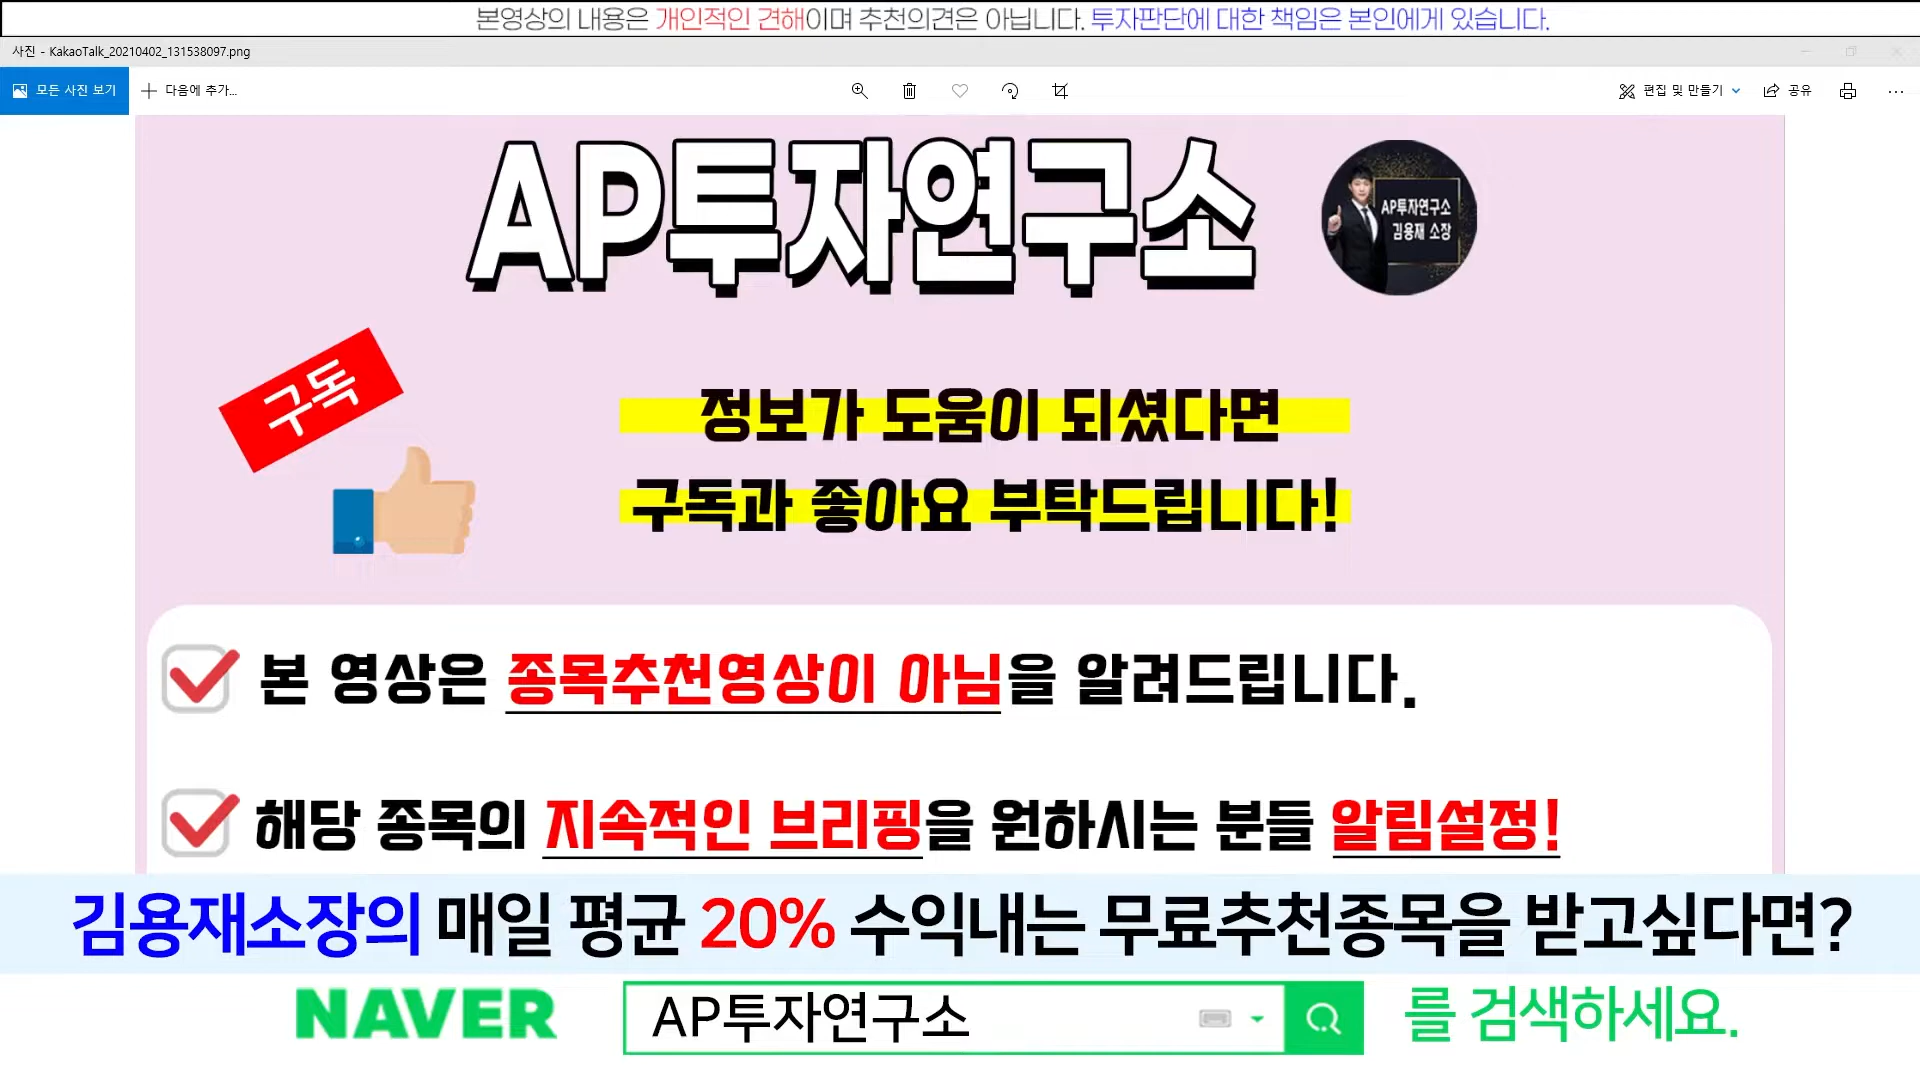 본영상의 내용은 개인적인 견해이며 추천의견은 아닙니다. 투자판단에 대한 책임은 본인에게 있습니다.
사진 - KakaoTalk_20210402_131538097.png
모든 사진 보기
다음에 추가...
편집 및 만들기
공유
AP투자연구소
AP투자연구소
김용재 소장
구독
정보가 도움이 되셨다면
구독과 좋아요 부탁드립니다!
본 영상은 종목추천영상이 아님을 알려드립니다.
해당 종목의 지속적인 브리핑을 원하시는 분들 알림설정!
김용재소장의 매일 평균 20% 수익내는 무료추천종목을 받고싶다면?
NAVER AP투자연구소 를 검색하세요.